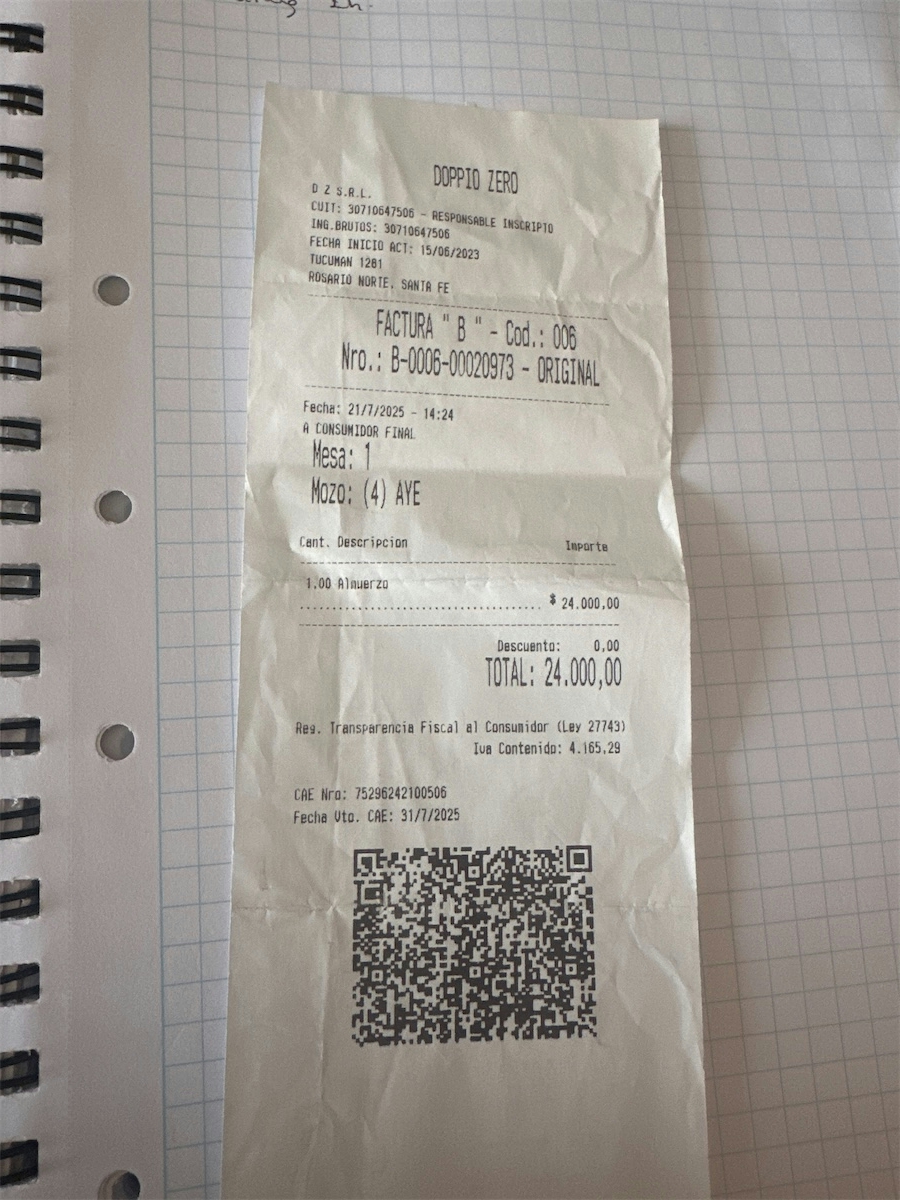 DOPPIO ZERO
D Z S.R.L.
CUIT: 30710647506 - RESPONSABLE INSCRIPTO
ING.BRUTOS: 30710647506
FECHA INICIO ACT: 15/06/2023
TUCUMAN 1281
ROSARIO NORTE, SANTA FE
FACTURA " B " - Cod.: 006
Nro.: B-0006-00020973 - ORIGINAL
Fecha: 21/7/2025 - 14:24
A CONSUMIDOR FINAL
Mesa: 1
Mozo: (4) AYE
Cant. Descripcion Importe
1.00 Almuerzo
$ 24.000,00
Descuento: 0,00
TOTAL: 24.000,00
Reg. Transparencia Fiscal al Consumidor (Ley 27743)
Iva Contenido: 4.165,29
CAE Nro: 75296242100506
Fecha Vto. CAE: 31/7/2025